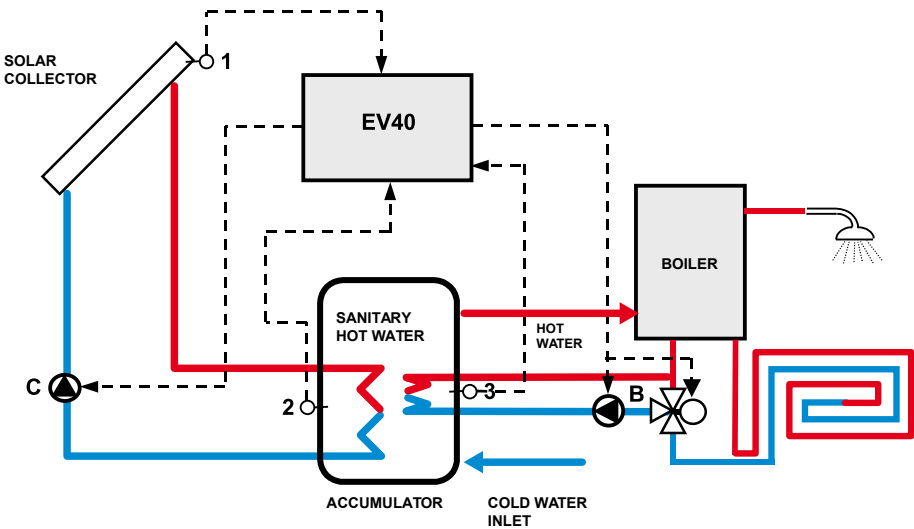 SOLAR
COLLECTOR
1
EV40
BOILER
SANITARY
HOT WATER
HOT
WATER
C
2
3
B
ACCUMULATOR
COLD WATER
INLET